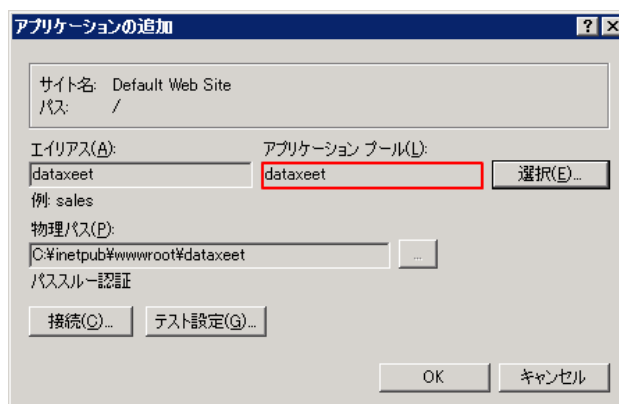 アプリケーションの追加
サイト名: Default Web Site
パス: /
エイリアス(A): アプリケーション プール(L):
dataxeet dataxeet 選択(E)...
例: sales
物理パス(P):
C:¥inetpub¥wwwroot¥dataxeet ...
パススルー認証
接続(C)... テスト設定(G)...
OK キャンセル